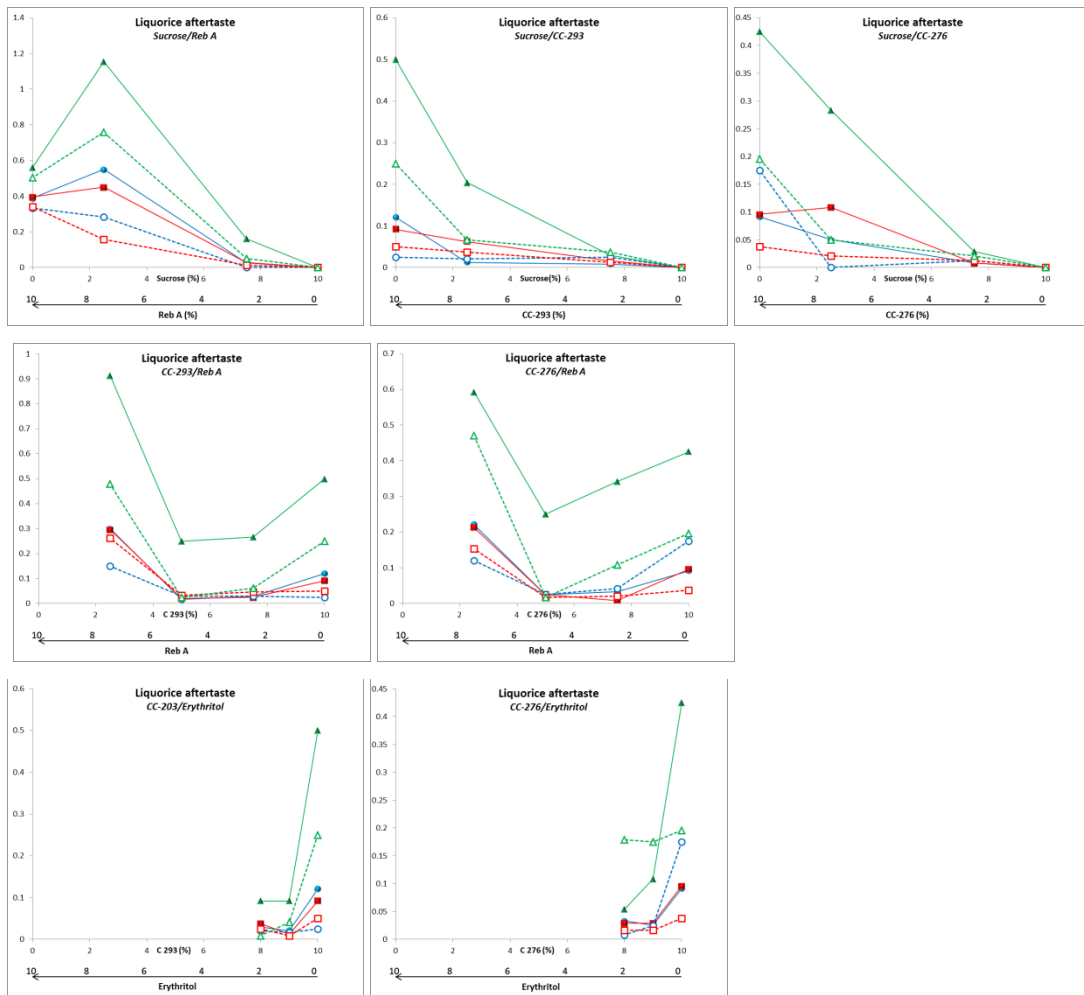 Liquorice aftertaste
Sucrose/Reb A
1.4
1.2
1
0.8
0.6
0.4
0.2
0
0 2 4 Sucrose (%) 6 8 10
10 8 6 4 2 0
Reb A (%)
Liquorice aftertaste
Sucrose/CC-293
0.6
0.5
0.4
0.3
0.2
0.1
0
0 2 4 Sucrose(%) 6 8 10
10 8 6 4 2 0
CC-293 (%)
Liquorice aftertaste
Sucrose/CC-276
0.45
0.4
0.35
0.3
0.25
0.2
0.15
0.1
0.05
0
0 2 4 Sucrose (%) 6 8 10
10 8 6 4 2 0
CC-276 (%)
Liquorice aftertaste
CC-293/Reb A
1
0.9
0.8
0.7
0.6
0.5
0.4
0.3
0.2
0.1
0
0 2 4 C 293 (%) 6 8 10
10 8 6 4 2 0
Reb A
Liquorice aftertaste
CC-276/Reb A
0.7
0.6
0.5
0.4
0.3
0.2
0.1
0
0 2 4 C 276 (%) 6 8 10
10 8 6 4 2 0
Reb A
Liquorice aftertaste
CC-203/Erythritol
0.6
0.5
0.4
0.3
0.2
0.1
0
0 2 4 C 293 (%) 6 8 10
10 8 6 4 2 0
Erythritol
Liquorice aftertaste
CC-276/Erythritol
0.45
0.4
0.35
0.3
0.25
0.2
0.15
0.1
0.05
0
0 2 4 C 276 (%) 6 8 10
10 8 6 4 2 0
Erythritol